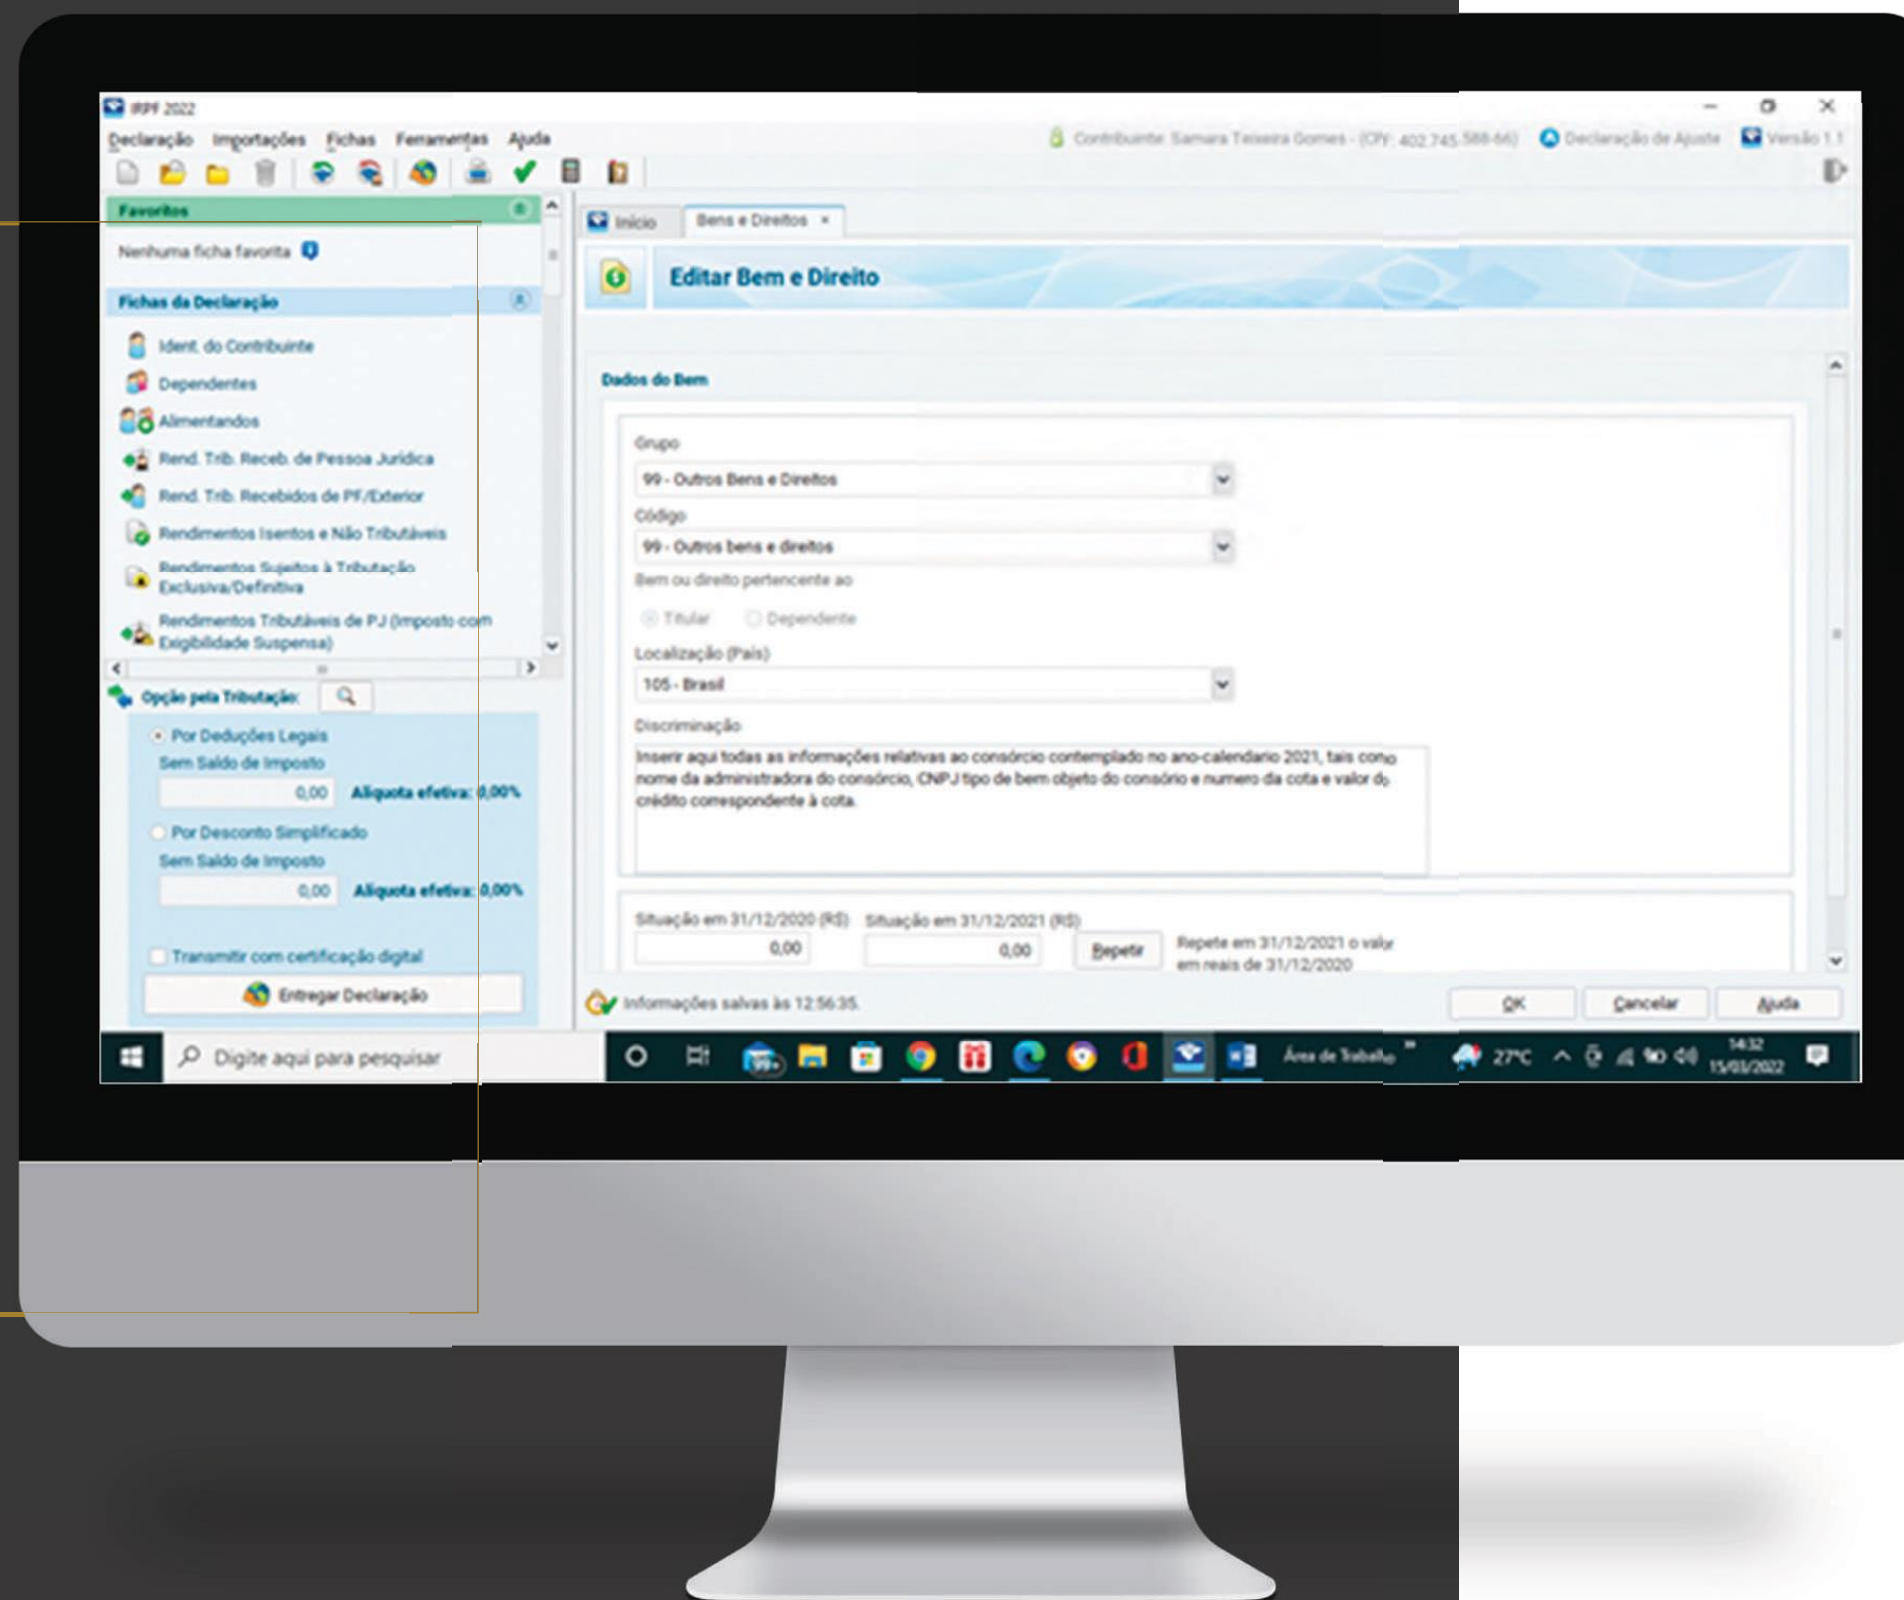 IRPF 2022
Declaração Importações Fichas Ferramentas Ajuda
Contribuinte: Samara Teixeira Gomes - (CPF: 402.745.588-66) Declaração de Ajuste Versão 1.1
Favoritos
Nenhuma ficha favorita
Fichas da Declaração
Ident. do Contribuinte
Dependentes
Alimentandos
Rend. Trib. Receb. de Pessoa Jurídica
Rend. Trib. Recebidos de PF/Exterior
Rendimentos Isentos e Não Tributáveis
Rendimentos Sujeitos à Tributação
Exclusiva/Definitiva
Rendimentos Tributáveis de PJ (Imposto com
Exigibilidade Suspensa)
Opção pela Tributação:
Por Deduções Legais
Sem Saldo de Imposto
0,00 Alíquota efetiva: 0,00%
Por Desconto Simplificado
Sem Saldo de Imposto
0,00 Alíquota efetiva: 0,00%
Transmitir com certificação digital
Entregar Declaração
Início Bens e Direitos ×
Editar Bem e Direito
Dados do Bem
Grupo
99 - Outros Bens e Direitos
Código
99 - Outros bens e direitos
Bem ou direito pertencente ao
Titular Dependente
Localização (País)
105 - Brasil
Discriminação
Inserir aqui todas as informações relativas ao consórcio contemplado no ano-calendario 2021, tais como
nome da administradora do consórcio, CNPJ tipo de bem objeto do consório e numero da cota e valor do
crédito correspondente à cota.
Situação em 31/12/2020 (R$) Situação em 31/12/2021 (R$)
0,00 0,00 Repetir Repete em 31/12/2021 o valor
em reais de 31/12/2020
Informações salvas às 12:56:35.
OK Cancelar Ajuda
Digite aqui para pesquisar
99+
Área de Trabalho
27°C
14:32
15/03/2022